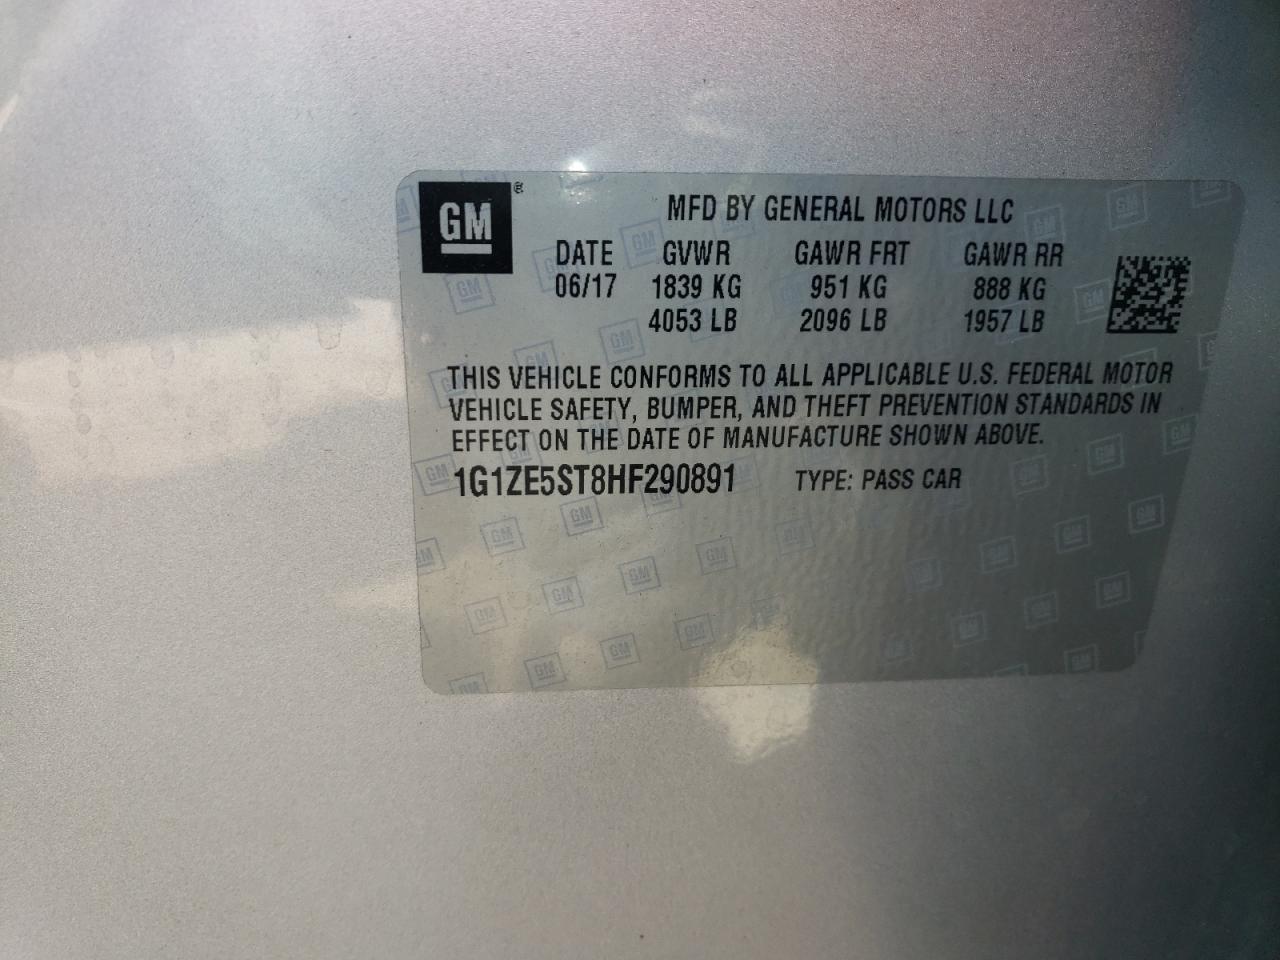 GM ® MFD BY GENERAL MOTORS LLC
DATE GVWR GAWR FRT GAWR RR
06/17 1839 KG 951 KG 888 KG
4053 LB 2096 LB 1957 LB
THIS VEHICLE CONFORMS TO ALL APPLICABLE U.S. FEDERAL MOTOR
VEHICLE SAFETY, BUMPER, AND THEFT PREVENTION STANDARDS IN
EFFECT ON THE DATE OF MANUFACTURE SHOWN ABOVE.
1G1ZE5ST8HF290891 TYPE: PASS CAR